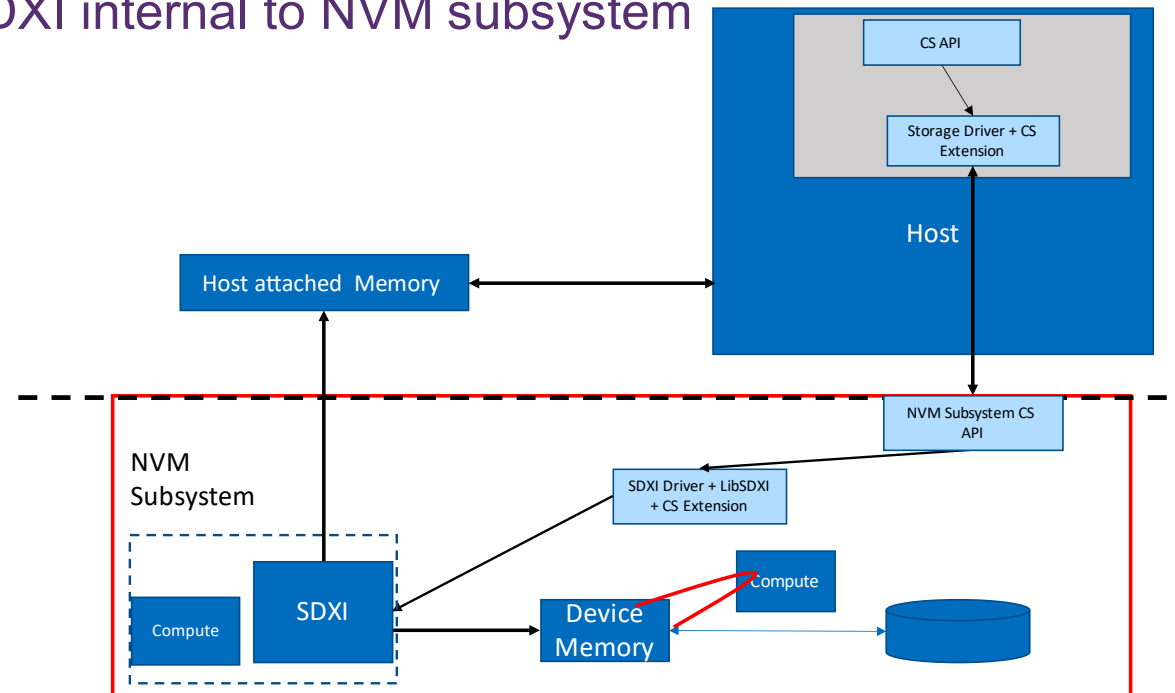 DXI internal to NVM subsystem
CS API
Storage Driver + CS
Extension
Host
Host attached  Memory
NVM Subsystem CS
API
NVM
Subsystem
SDXI Driver + LibSDXI
+ CS Extension
Compute
SDXI
Device
Memory
Compute